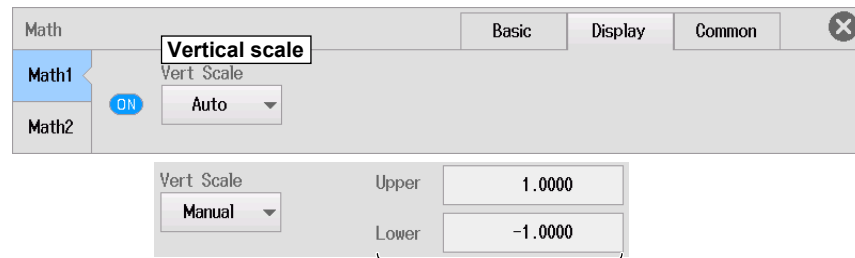 Math Basic Display Common
Vertical scale
Math1 Vert Scale
ON Auto
Math2
Vert Scale Upper 1.0000
Manual
Lower -1.0000